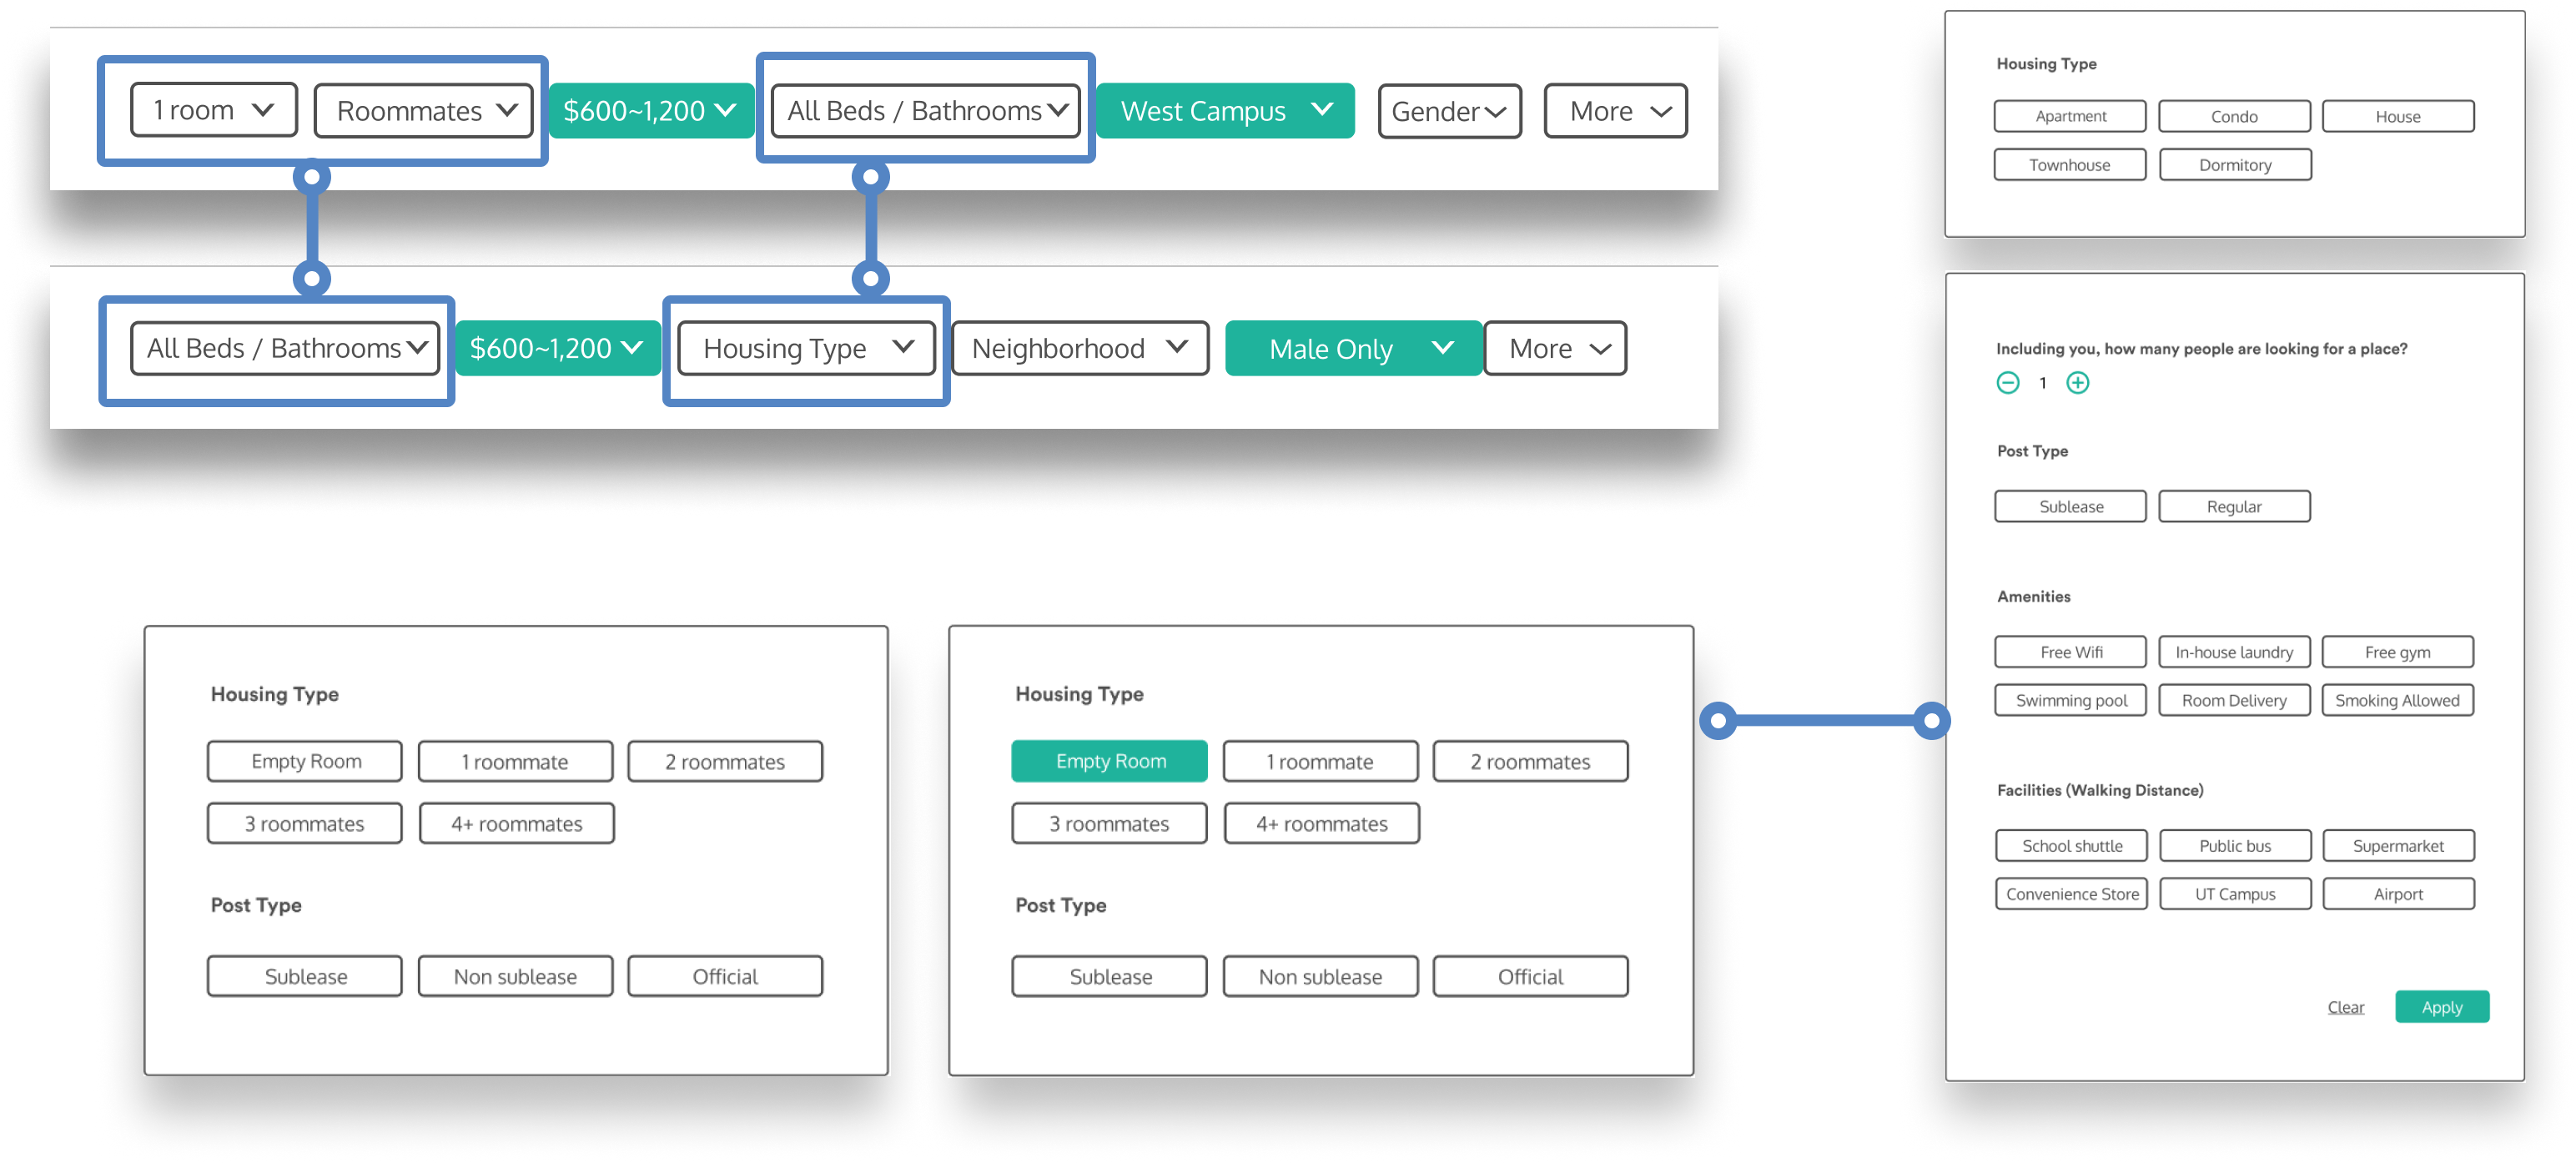 1 room Roommates $600~1,200 All Beds / Bathrooms West Campus Gender More
All Beds / Bathrooms $600~1,200 Housing Type Neighborhood Male Only More
Housing Type
Empty Room 1 roommate 2 roommates
3 roommates 4+ roommates
Post Type
Sublease Non sublease Official
Housing Type
Empty Room 1 roommate 2 roommates
3 roommates 4+ roommates
Post Type
Sublease Non sublease Official
Housing Type
Apartment Condo House
Townhouse Dormitory
Including you, how many people are looking for a place?
1
Post Type
Sublease Regular
Amenities
Free Wifi In-house laundry Free gym
Swimming pool Room Delivery Smoking Allowed
Facilities (Walking Distance)
School shuttle Public bus Supermarket
Convenience Store UT Campus Airport
Clear Apply